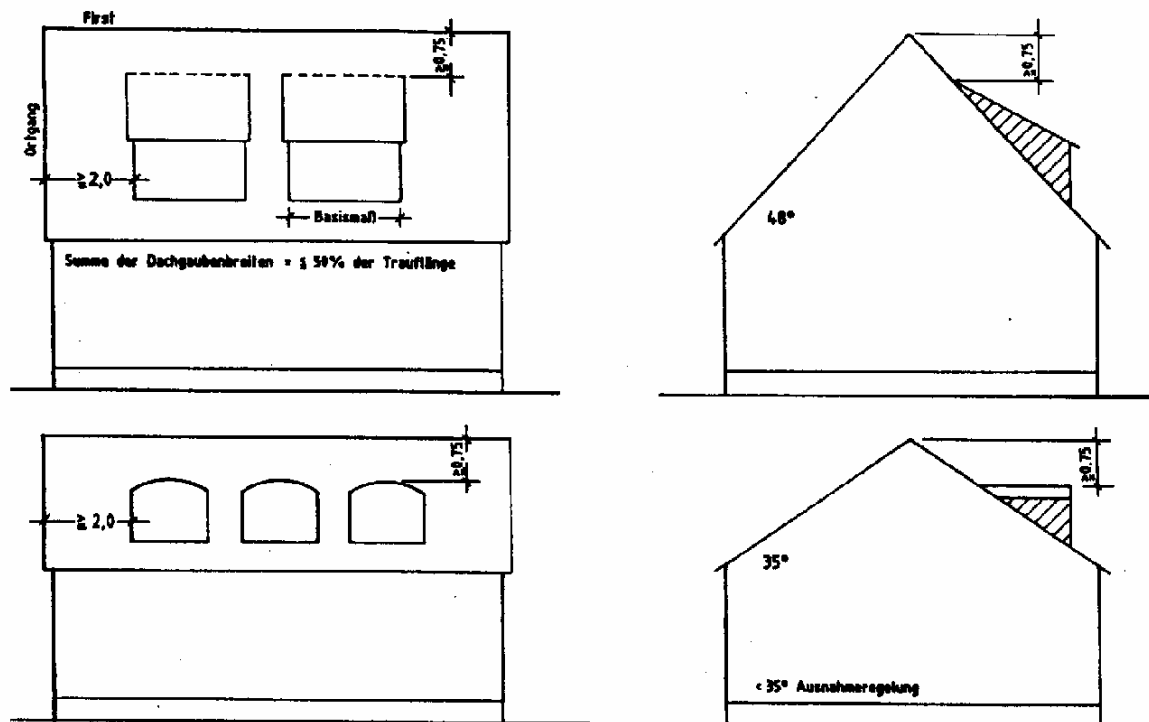 First
≧0,75
Ortgang
≧ 2,0
Basismaß
Summe der Dachgaubenbreiten = ≦ 50% der Trauflänge
≧0,75
48°
≧0,75
≧ 2,0
≧0,75
35°
< 35° Ausnahmeregelung